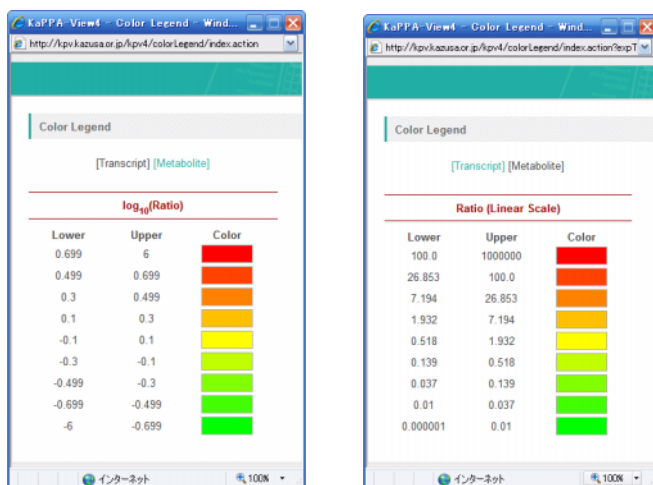 KaPPA-View4 - Color Legend - Wind...
http://kpv.kazusa.or.jp/kpv4/colorLegend/index.action
Color Legend
[Transcript] [Metabolite]
log10(Ratio)
Lower Upper Color
0.699 6
0.499 0.699
0.3 0.499
0.1 0.3
-0.1 0.1
-0.3 -0.1
-0.499 -0.3
-0.699 -0.499
-6 -0.699
インターネット 100%
KaPPA-View4 - Color Legend - Wind...
http://kpv.kazusa.or.jp/kpv4/colorLegend/index.action?expT
Color Legend
[Transcript] [Metabolite]
Ratio (Linear Scale)
Lower Upper Color
100.0 1000000
26.853 100.0
7.194 26.853
1.932 7.194
0.518 1.932
0.139 0.518
0.037 0.139
0.01 0.037
0.000001 0.01
インターネット 100%